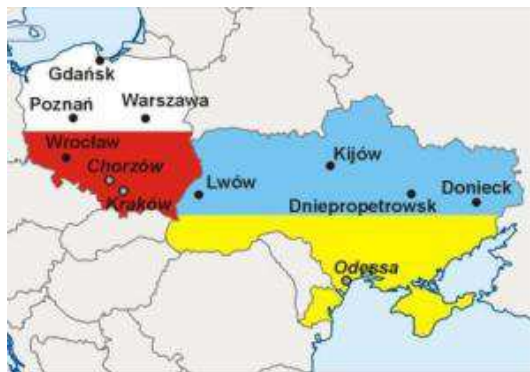 Gdańsk
Poznań
Warszawa
Wrocław
Chorzów
Kraków
Lwów
Kijów
Dniepropetrowsk
Donieck
Odessa